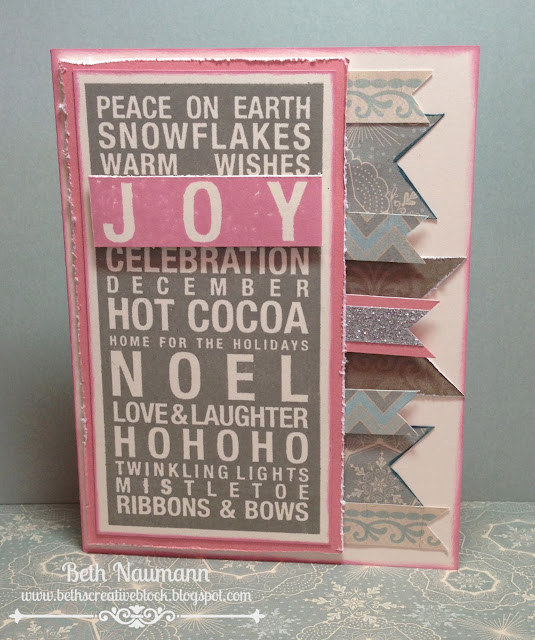 PEACE ON EARTH
SNOWFLAKES
WARM WISHES
JOY
CELEBRATION
DECEMBER
HOT COCOA
HOME FOR THE HOLIDAYS
NOEL
LOVE & LAUGHTER
HOHOHO
TWINKLING LIGHTS
MISTLETOE
RIBBONS & BOWS
Beth Naumann
www.bethscreativeblock.blogspot.com